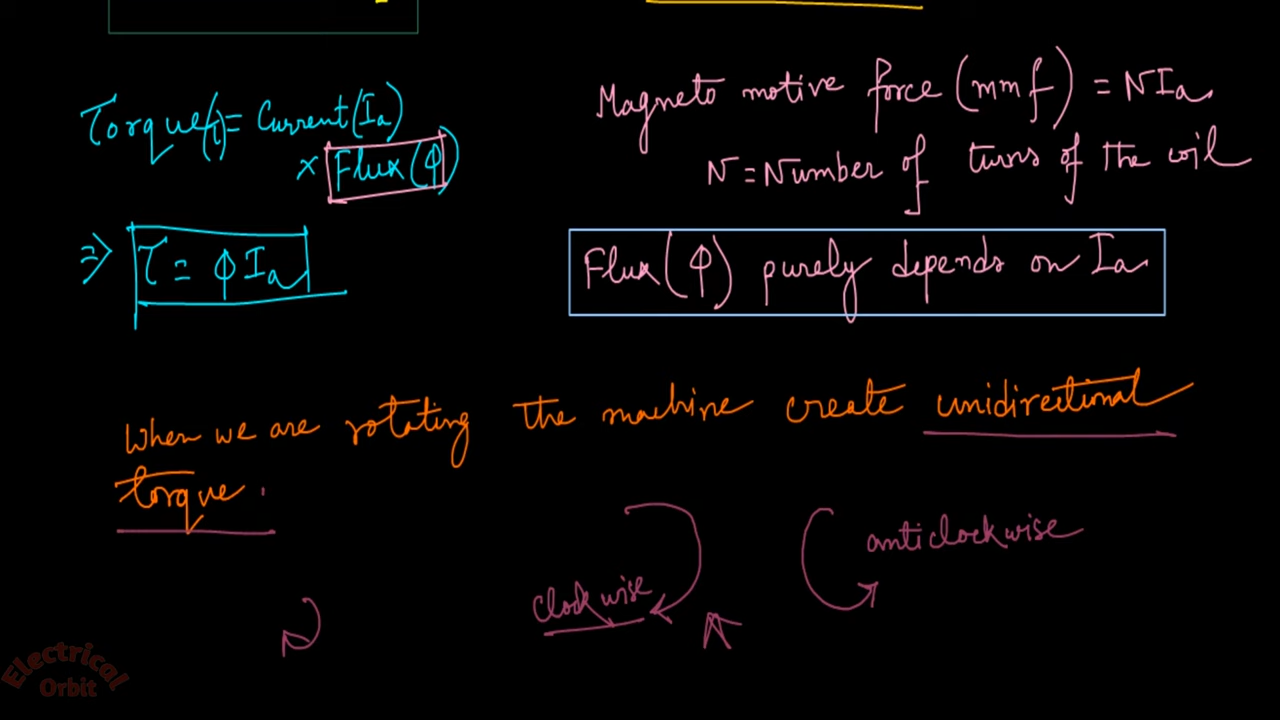 Torque(τ) = Current(Ia)
× Flux(φ)
⇒ τ = φ Ia
Magneto motive force (mmf) = NIa
N = Number of turns of the coil
Flux(φ) purely depends on Ia
When we are rotating the machine create unidirectional
torque.
clockwise
anticlockwise
Electrical
Orbit